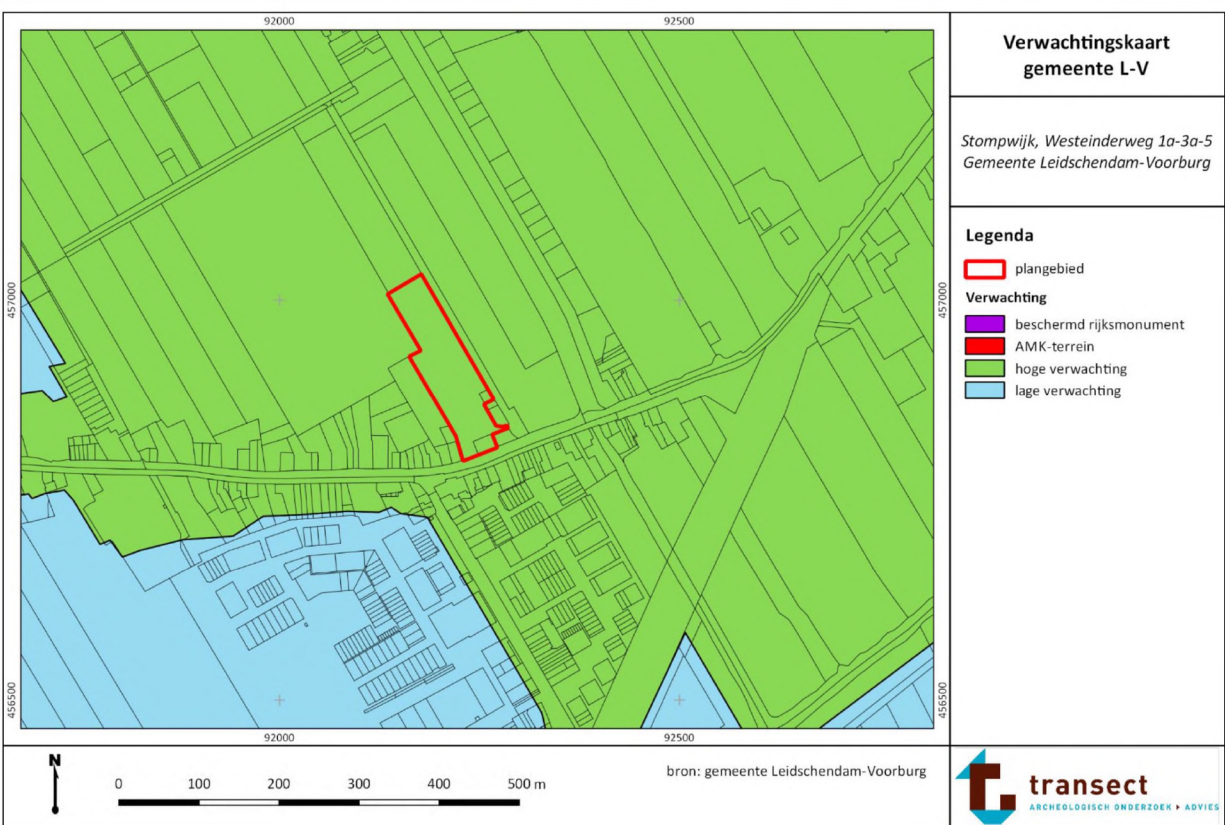 92000
92500
457000
457000
456500
456500
92000
92500
Verwachtingskaart
gemeente L-V
Stompwijk, Westeinderweg 1a-3a-5
Gemeente Leidschendam-Voorburg
Legenda
plangebied
Verwachting
beschermd rijksmonument
AMK-terrein
hoge verwachting
lage verwachting
N
0 100 200 300 400 500 m
bron: gemeente Leidschendam-Voorburg
transect
ARCHEOLOGISCH ONDERZOEK ▸ ADVIES